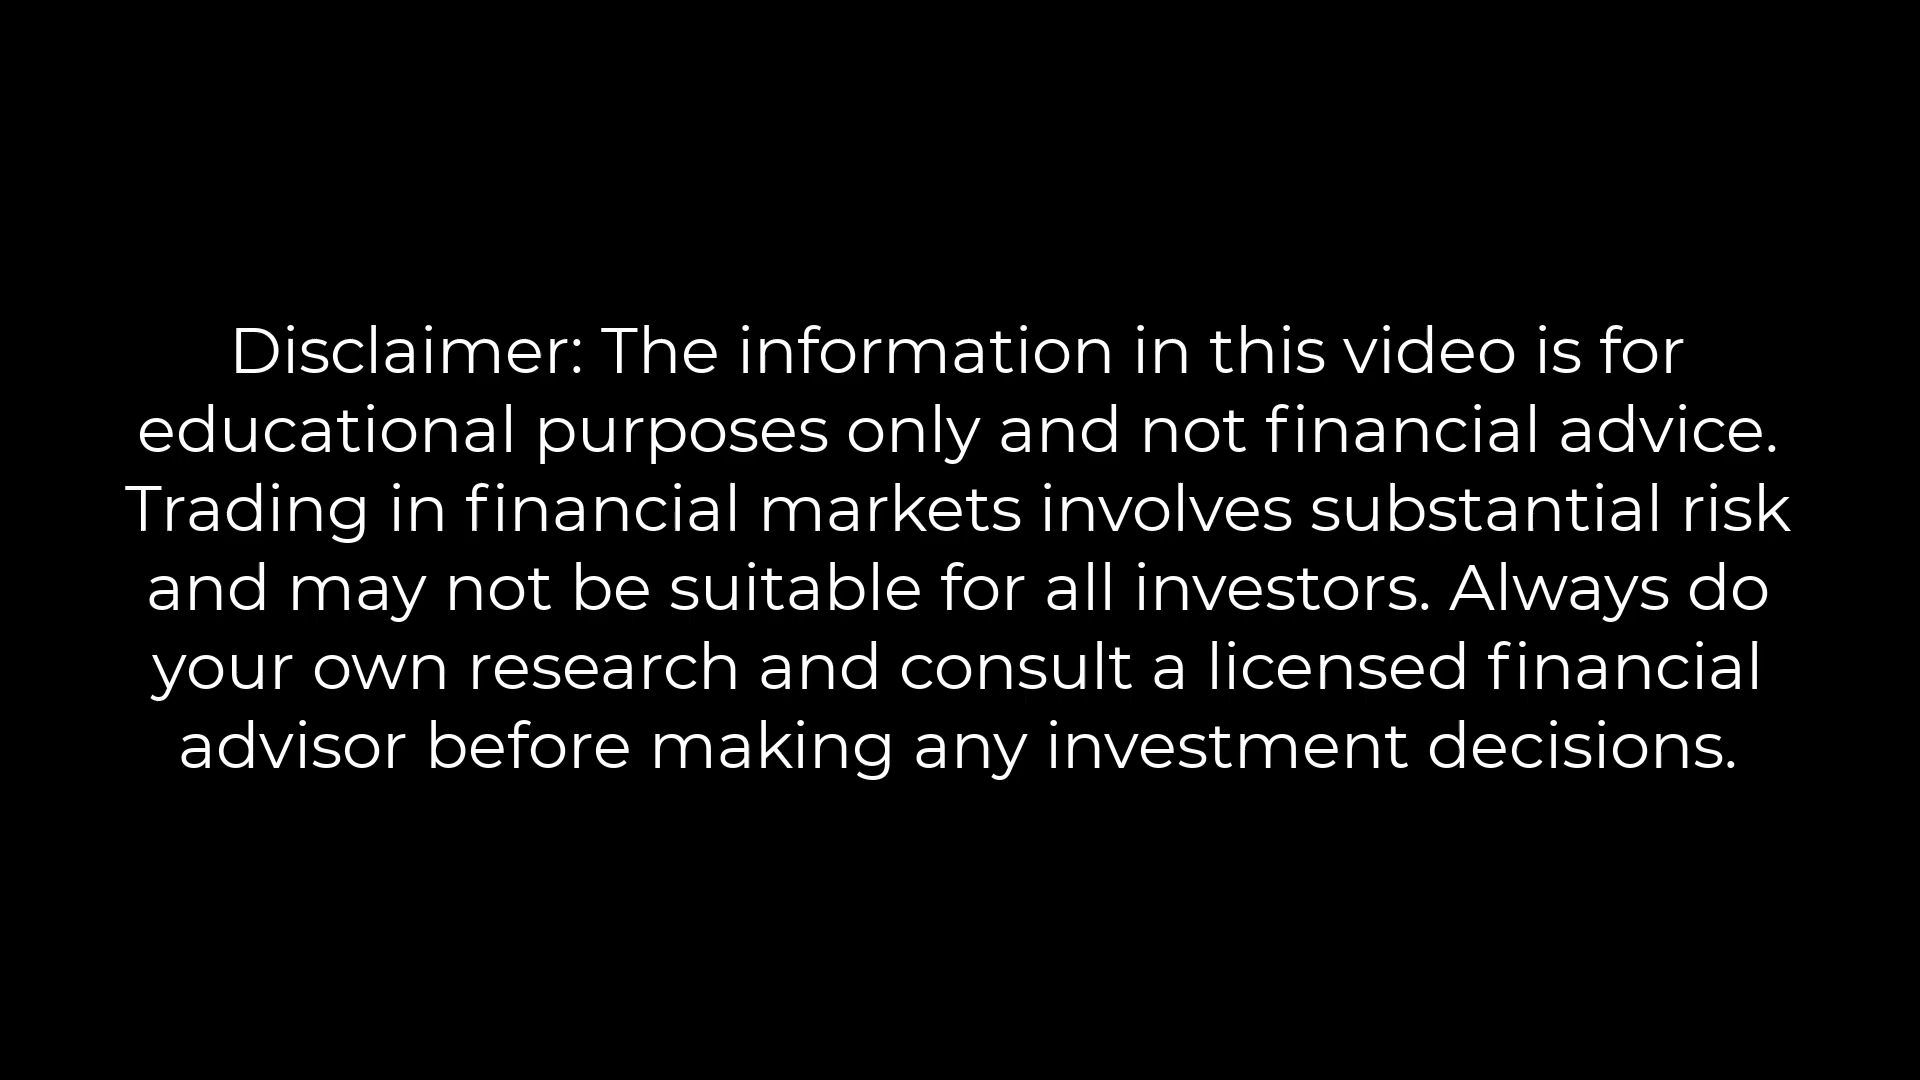 Disclaimer: The information in this video is for
educational purposes only and not financial advice.
Trading in financial markets involves substantial risk
and may not be suitable for all investors. Always do
your own research and consult a licensed financial
advisor before making any investment decisions.